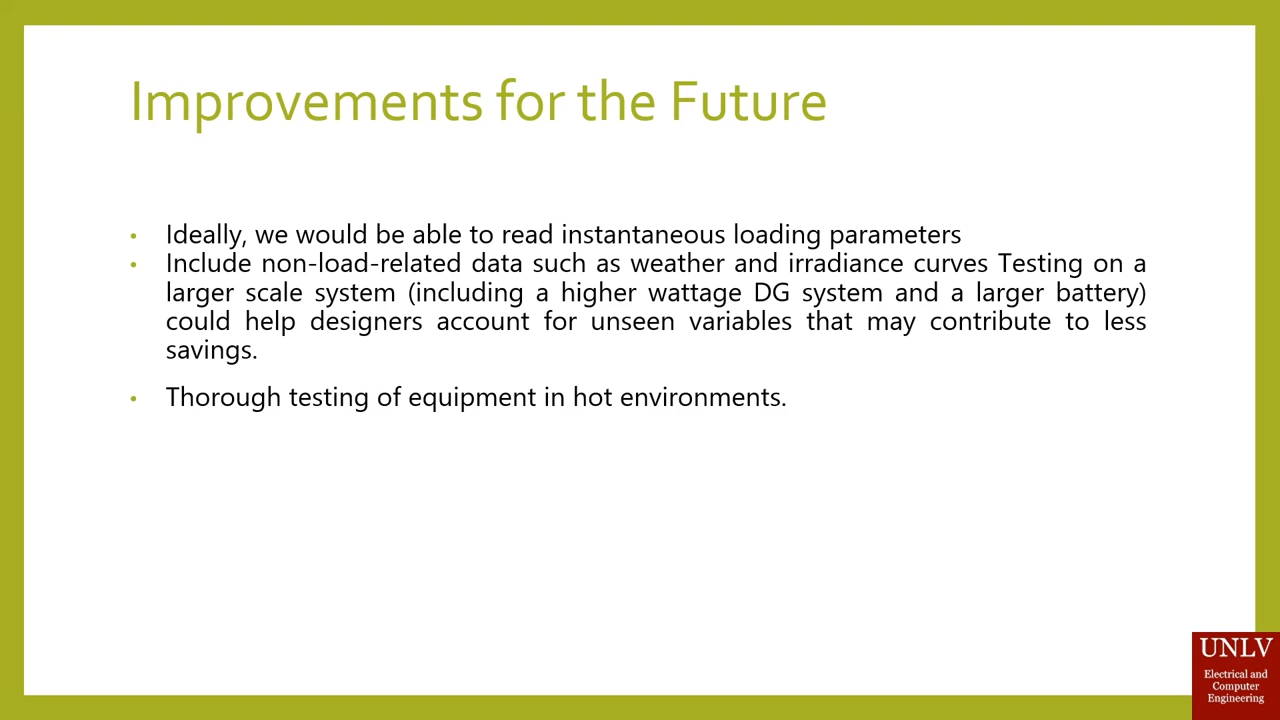 Improvements for the Future
• Ideally, we would be able to read instantaneous loading parameters
• Include non-load-related data such as weather and irradiance curves Testing on a
larger scale system (including a higher wattage DG system and a larger battery)
could help designers account for unseen variables that may contribute to less
savings.
• Thorough testing of equipment in hot environments.
UNLV
Electrical and
Computer
Engineering